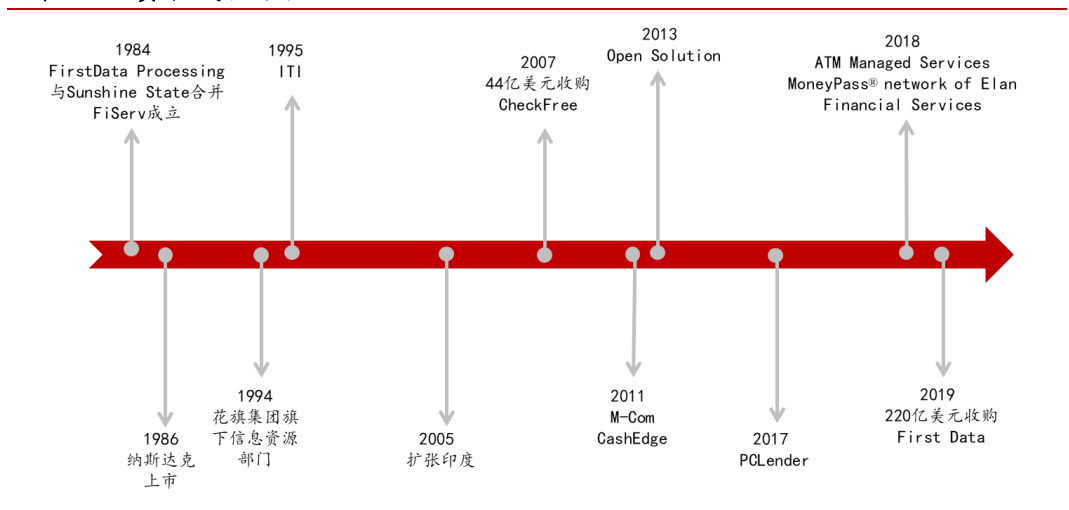 1984
FirstData Processing
与Sunshine State合并
FiServ成立
1995
ITI
2007
44亿美元收购
CheckFree
2013
Open Solution
2018
ATM Managed Services
MoneyPass® network of Elan
Financial Services
1986
纳斯达克
上市
1994
花旗集团旗
下信息资源
部门
2005
扩张印度
2011
M-Com
CashEdge
2017
PCLender
2019
220亿美元收购
First Data